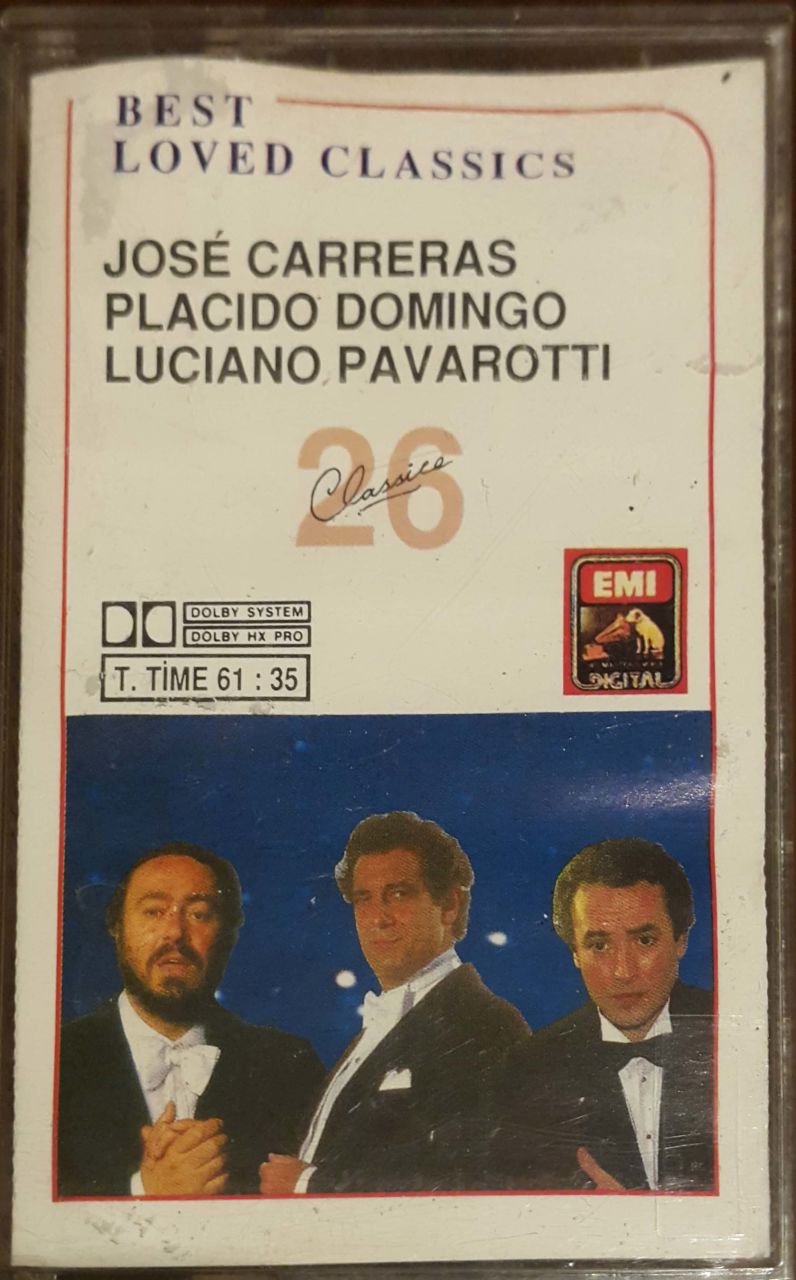 BEST
LOVED CLASSICS
JOSÉ CARRERAS
PLACIDO DOMINGO
LUCIANO PAVAROTTI
26
Classics
DOLBY SYSTEM
DOLBY HX PRO
T. TİME 61 : 35
EMI
DIGITAL